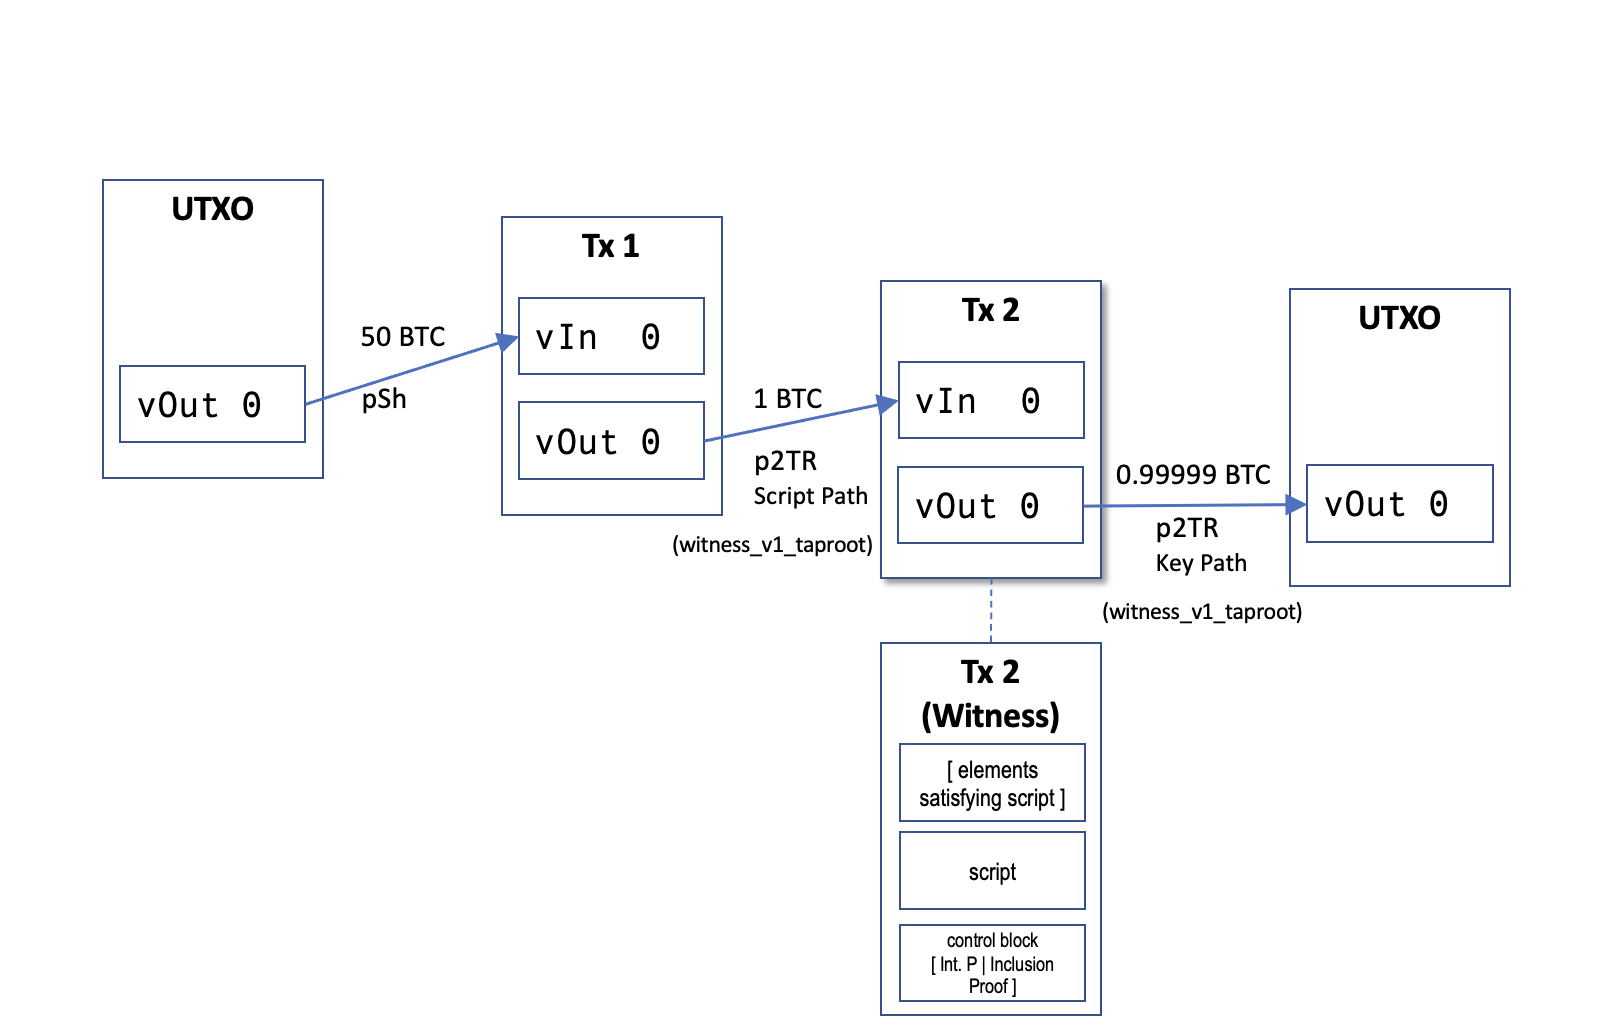 UTXO
vOut 0
50 BTC
pSh
Tx 1
vIn 0
vOut 0
1 BTC
p2TR
Script Path
(witness_v1_taproot)
Tx 2
vIn 0
vOut 0
0.99999 BTC
p2TR
Key Path
(witness_v1_taproot)
UTXO
vOut 0
Tx 2
(Witness)
[ elements
satisfying script ]
script
control block
[ Int. P | Inclusion
Proof ]